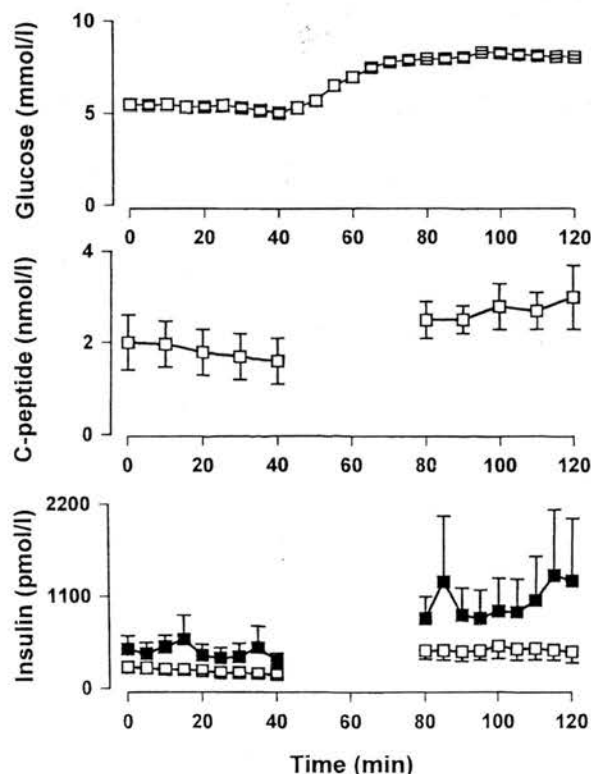 Glucose (mmol/l)
10
5
0
0 20 40 60 80 100 120
C-peptide (nmol/l)
4
2
0
0 20 40 60 80 100 120
Insulin (pmol/l)
2200
1100
0
0 20 40 60 80 100 120
Time (min)